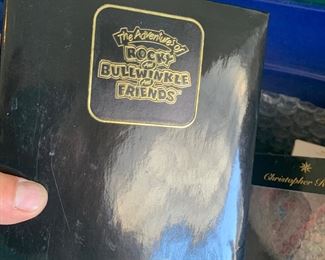 The Adventures of
ROCKY
AND
BULLWINKLE
AND
FRIENDS
Christopher